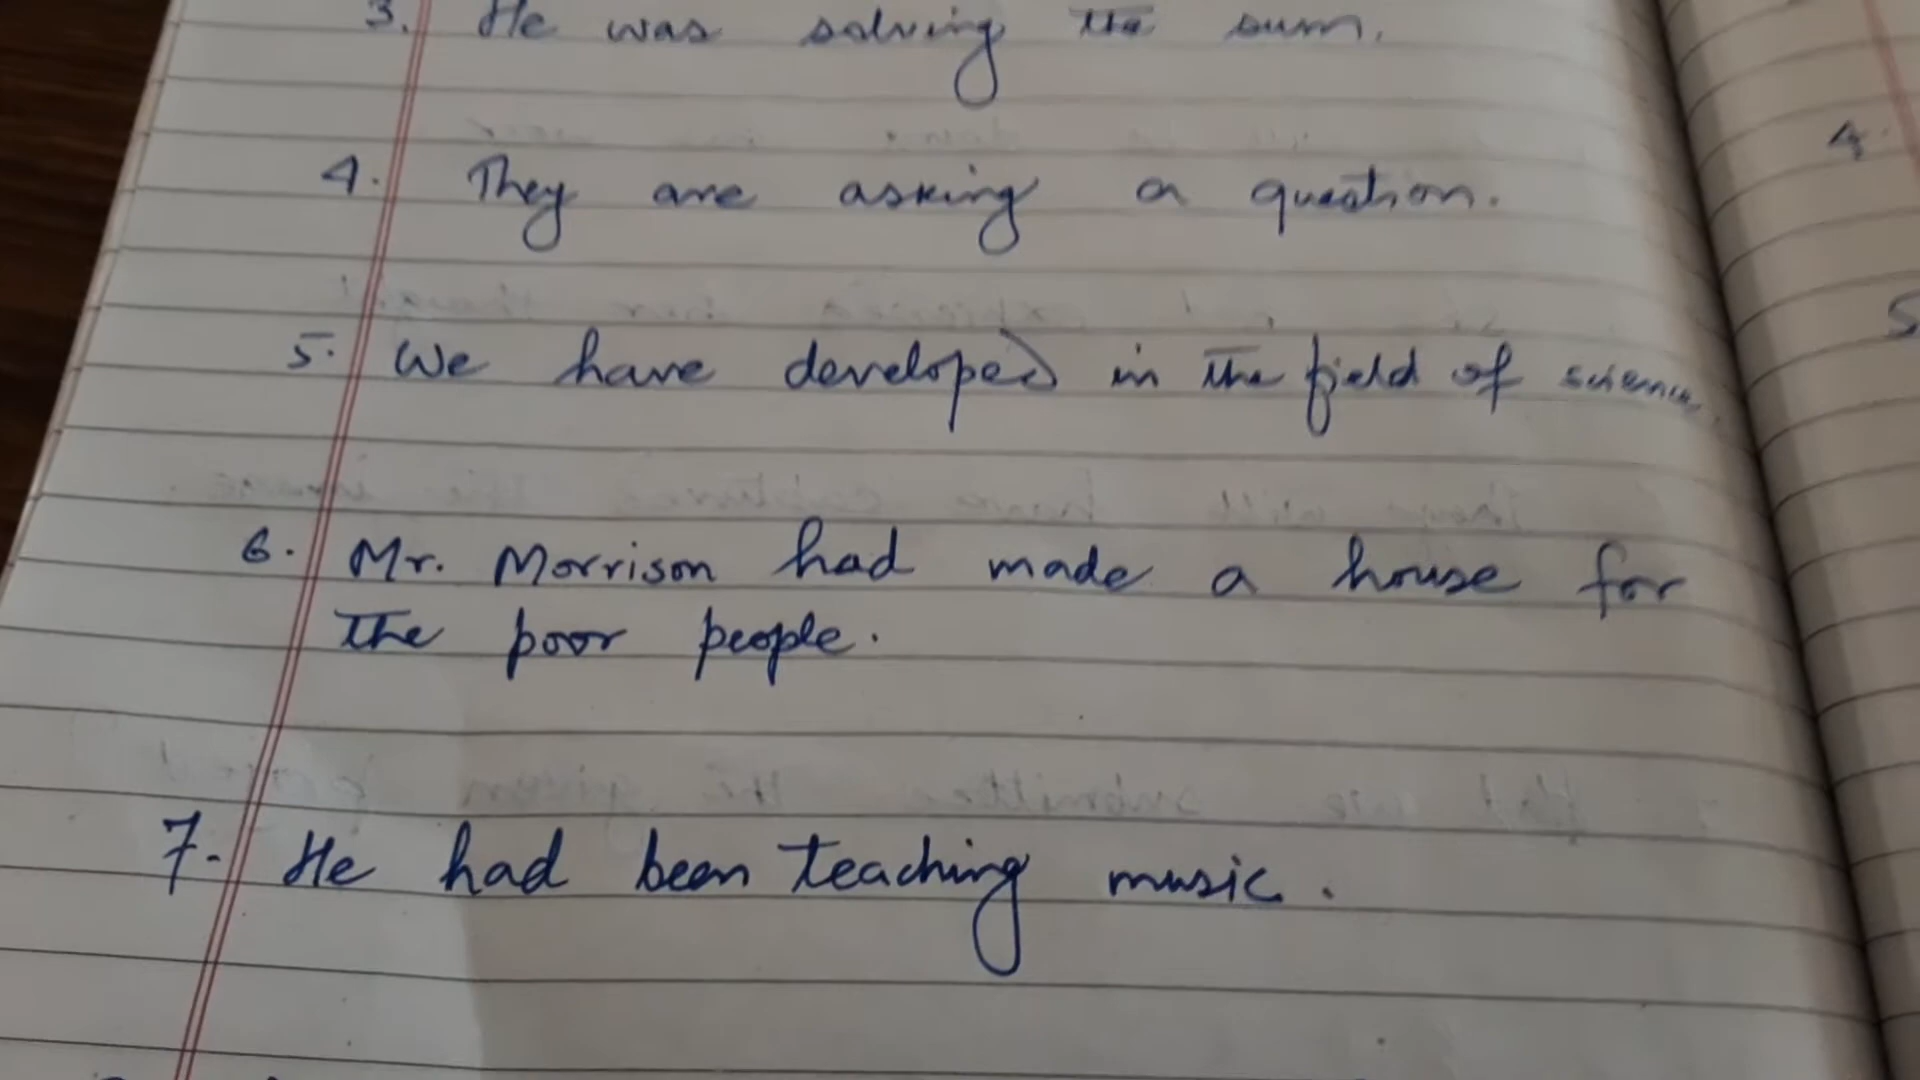 3. He was solving the sum.
4. They are asking a question.
5. We have developed in the field of science.
6. Mr. Morrison had made a house for
the poor people.
7. He had been teaching music.
4.
5